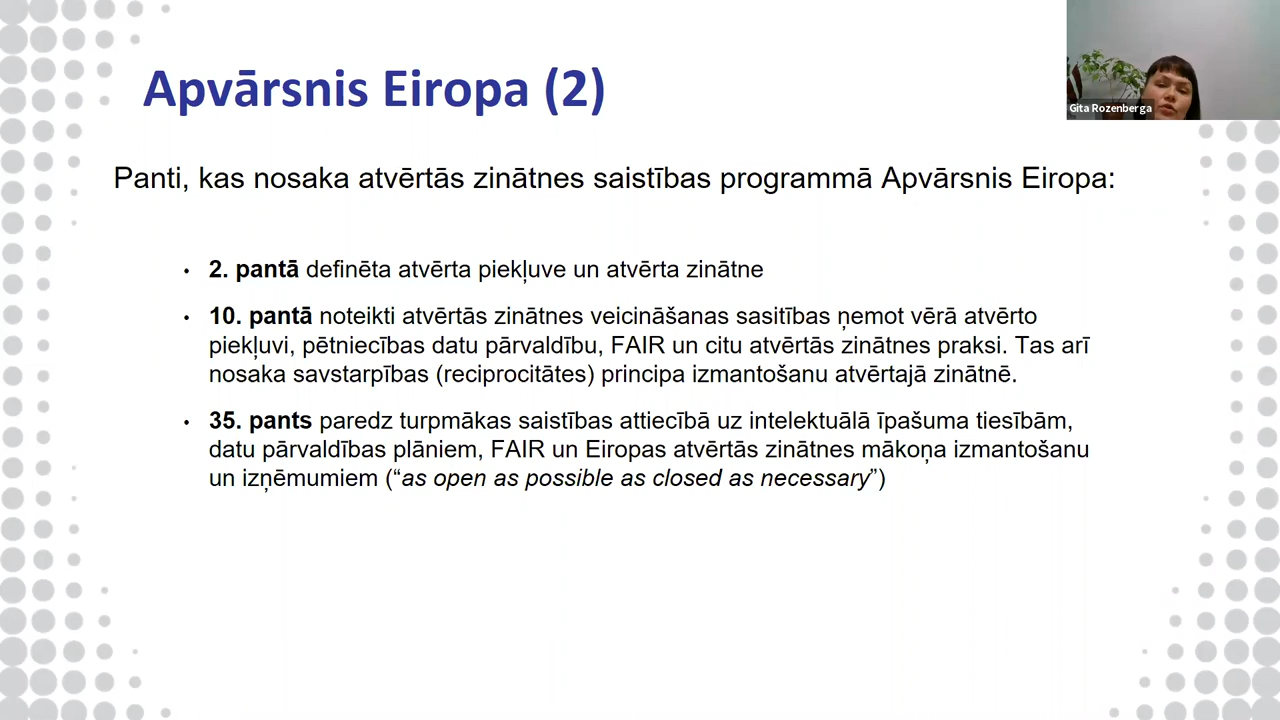 Apvārsnis Eiropa (2)
Gita Rozenberga
Panti, kas nosaka atvērtās zinātnes saistības programmā Apvārsnis Eiropa:
• 2. pantā definēta atvērta piekļuve un atvērta zinātne
• 10. pantā noteikti atvērtās zinātnes veicināšanas sasitības ņemot vērā atvērto
piekļuvi, pētniecības datu pārvaldību, FAIR un citu atvērtās zinātnes praksi. Tas arī
nosaka savstarpības (reciprocitātes) principa izmantošanu atvērtajā zinātnē.
• 35. pants paredz turpmākas saistības attiecībā uz intelektuālā īpašuma tiesībām,
datu pārvaldības plāniem, FAIR un Eiropas atvērtās zinātnes mākoņa izmantošanu
un izņēmumiem (“as open as possible as closed as necessary”)